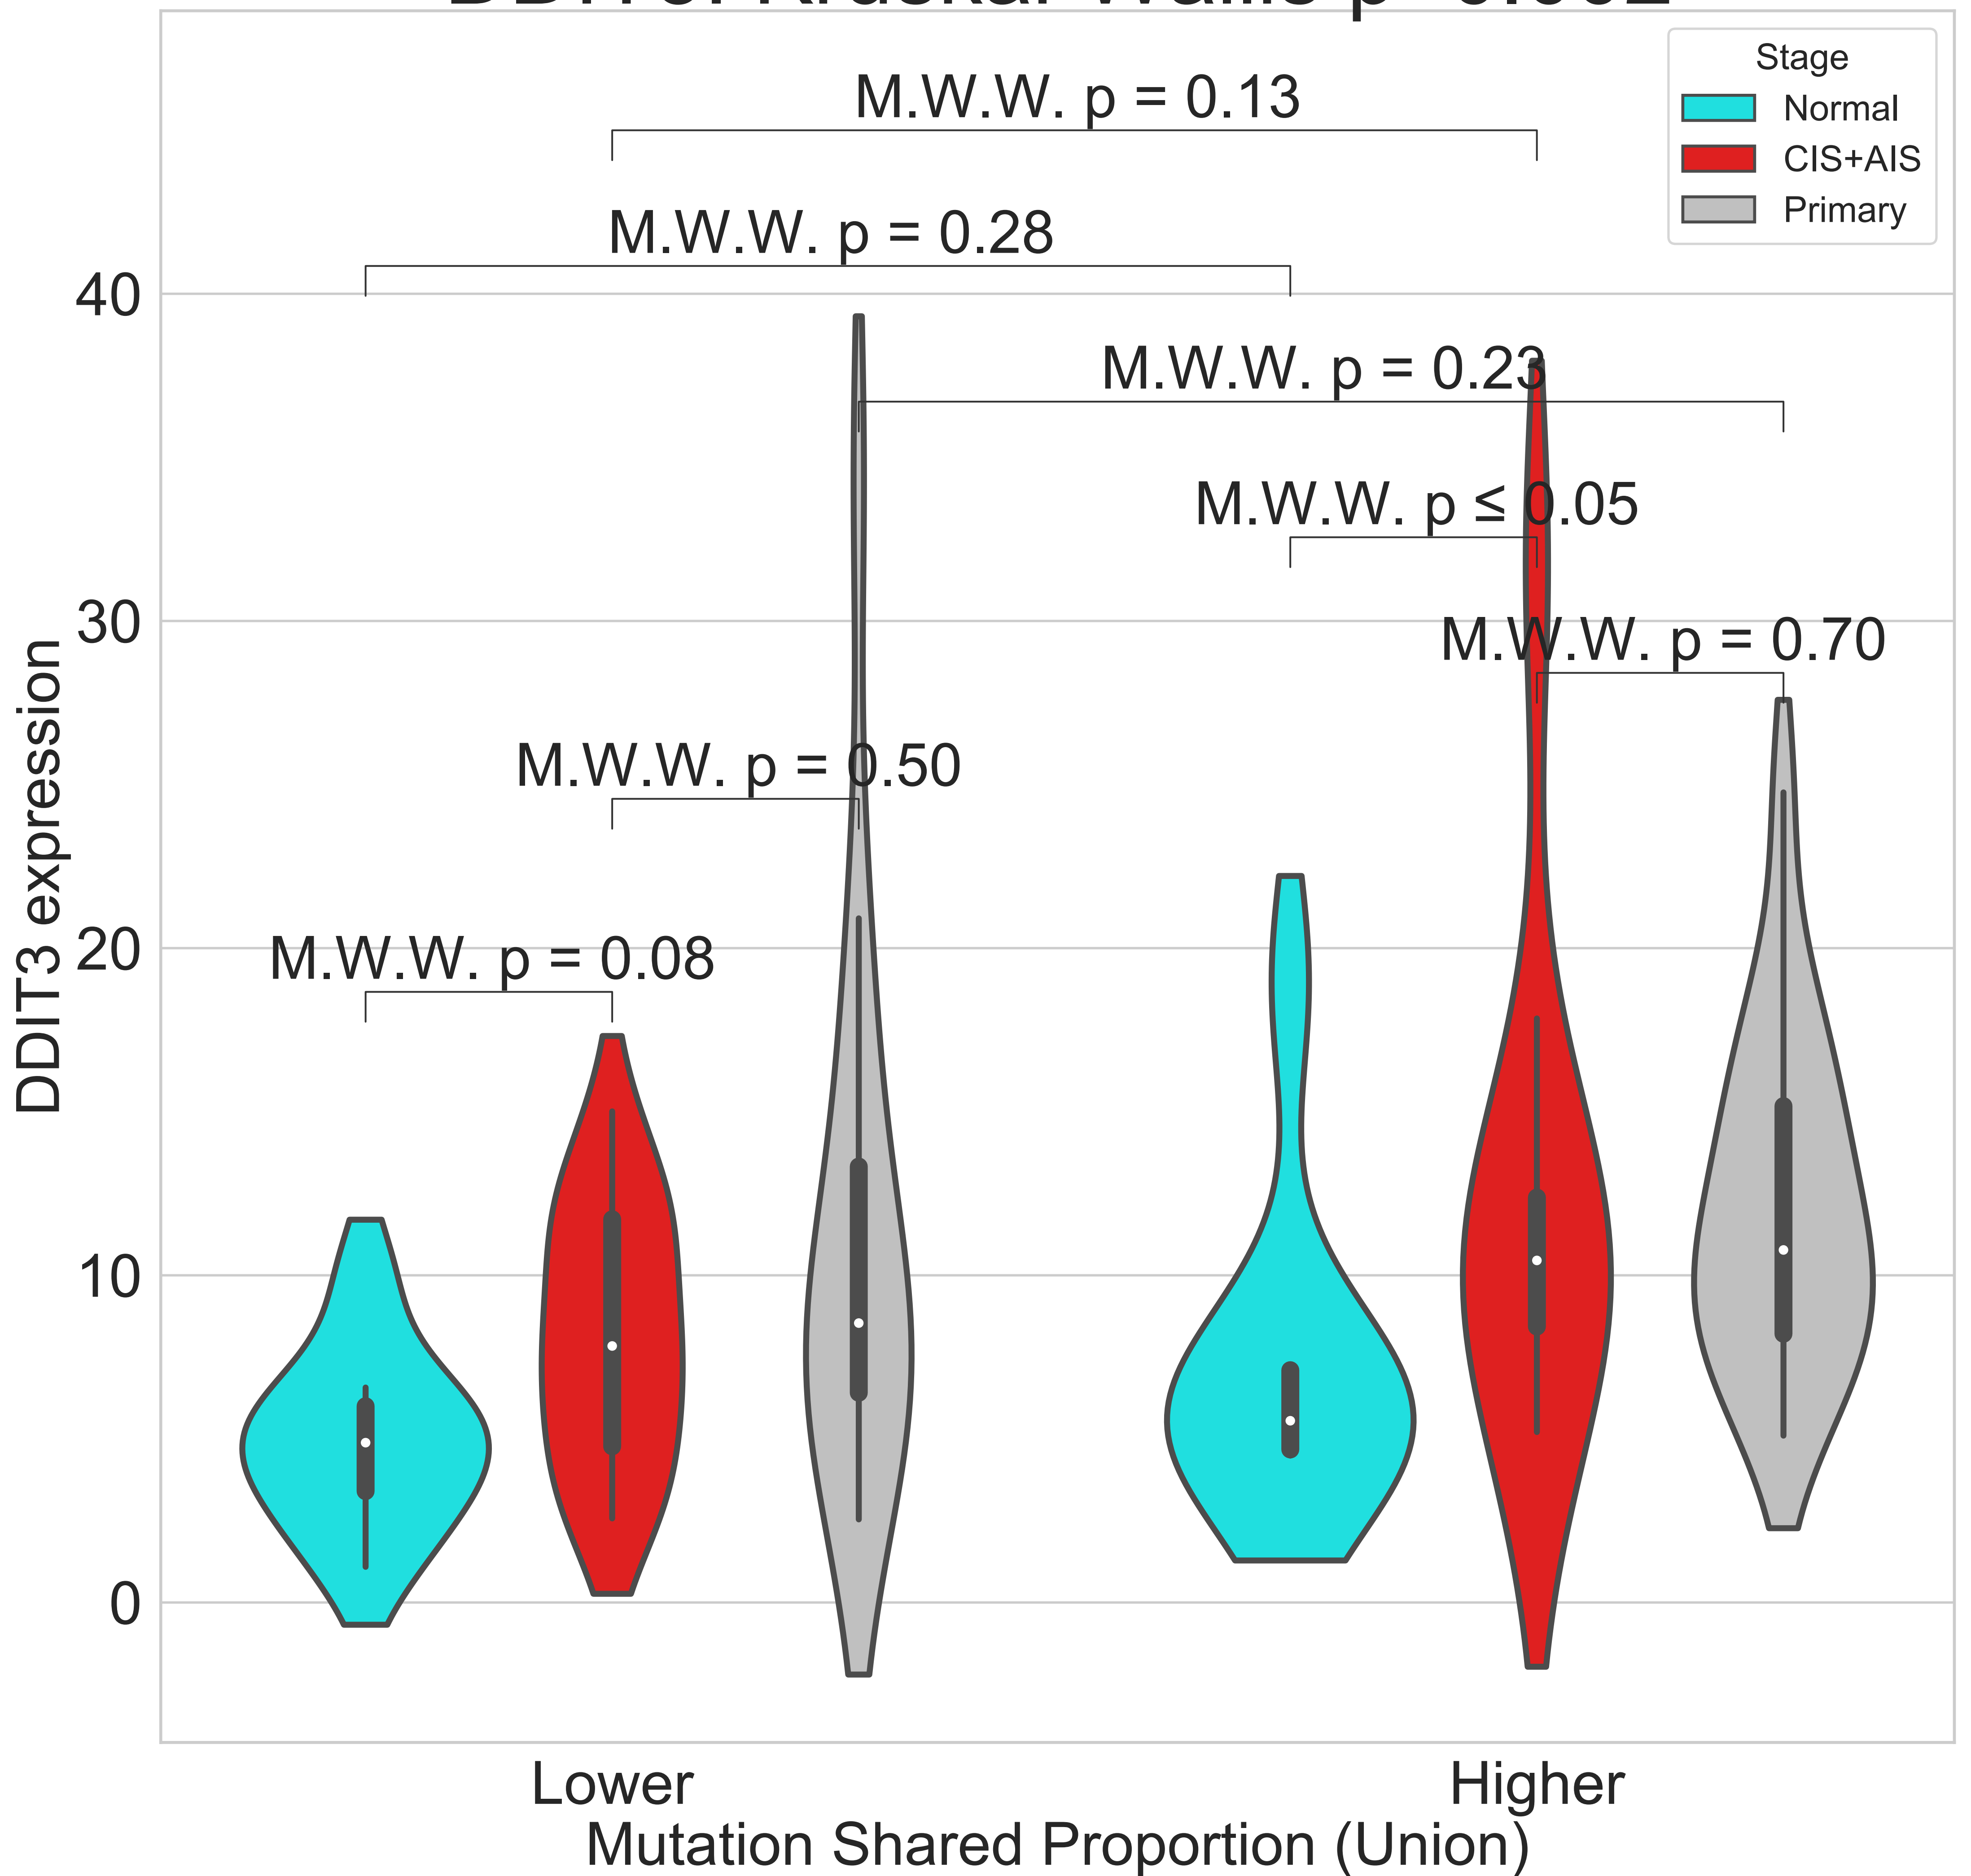 Stage
Normal
CIS+AIS
Primary
M.W.W. p = 0.13
M.W.W. p = 0.28
M.W.W. p = 0.23
M.W.W. p ≤ 0.05
M.W.W. p = 0.70
M.W.W. p = 0.50
M.W.W. p = 0.08
40
30
20
10
0
DDIT3 expression
Lower
Higher
Mutation Shared Proportion (Union)